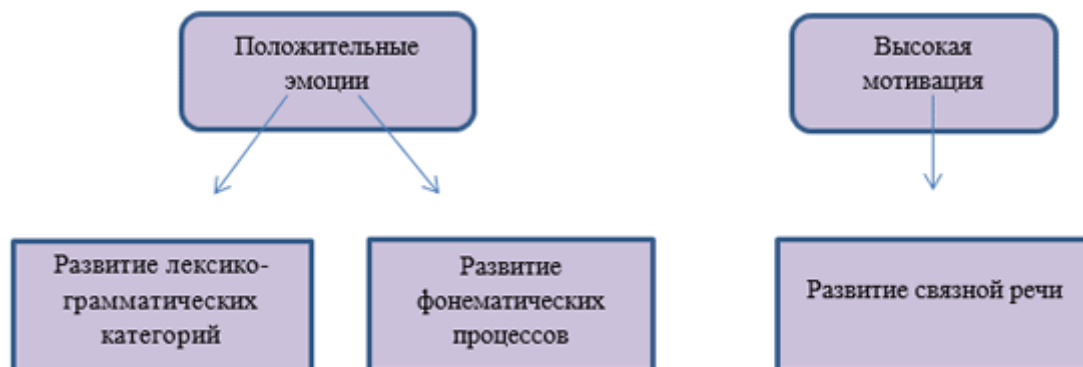 Положительные
эмоции
Высокая
мотивация
Развитие лексико-
грамматических
категорий
Развитие
фонематических
процессов
Развитие связной речи